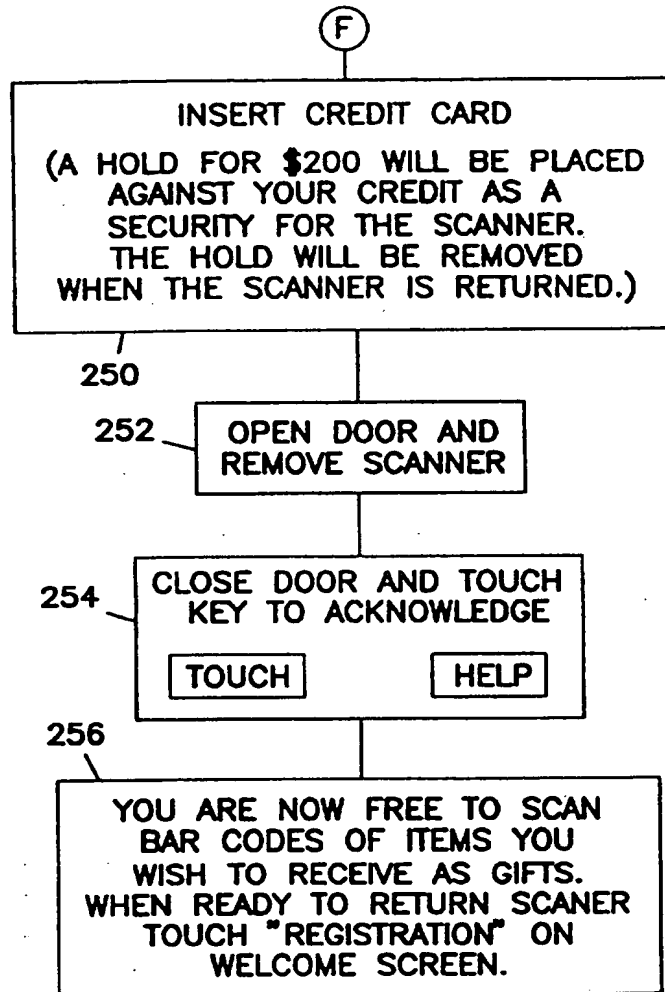 F
INSERT CREDIT CARD
(A HOLD FOR $200 WILL BE PLACED
AGAINST YOUR CREDIT AS A
SECURITY FOR THE SCANNER.
THE HOLD WILL BE REMOVED
WHEN THE SCANNER IS RETURNED.)
250
252
OPEN DOOR AND
REMOVE SCANNER
254
CLOSE DOOR AND TOUCH
KEY TO ACKNOWLEDGE
TOUCH HELP
256
YOU ARE NOW FREE TO SCAN
BAR CODES OF ITEMS YOU
WISH TO RECEIVE AS GIFTS.
WHEN READY TO RETURN SCANER
TOUCH "REGISTRATION" ON
WELCOME SCREEN.